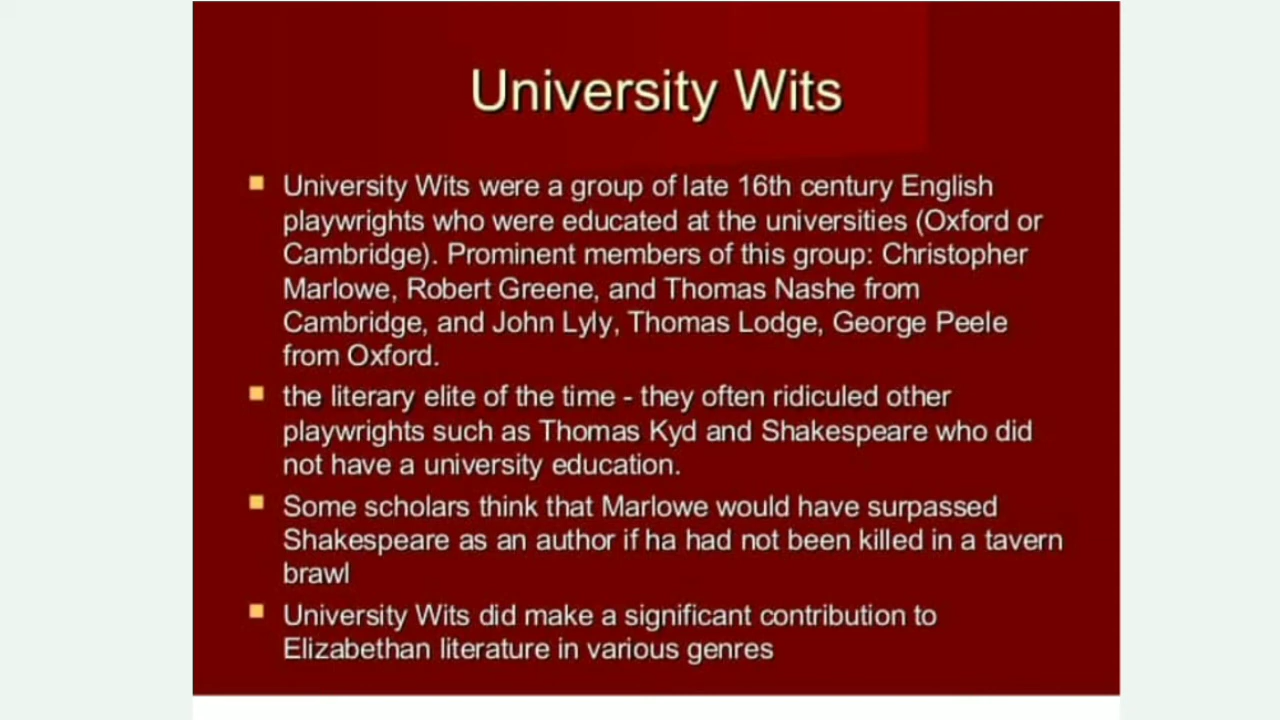 University Wits
University Wits were a group of late 16th century English
playwrights who were educated at the universities (Oxford or
Cambridge). Prominent members of this group: Christopher
Marlowe, Robert Greene, and Thomas Nashe from
Cambridge, and John Lyly, Thomas Lodge, George Peele
from Oxford.
the literary elite of the time - they often ridiculed other
playwrights such as Thomas Kyd and Shakespeare who did
not have a university education.
Some scholars think that Marlowe would have surpassed
Shakespeare as an author if ha had not been killed in a tavern
brawl
University Wits did make a significant contribution to
Elizabethan literature in various genres